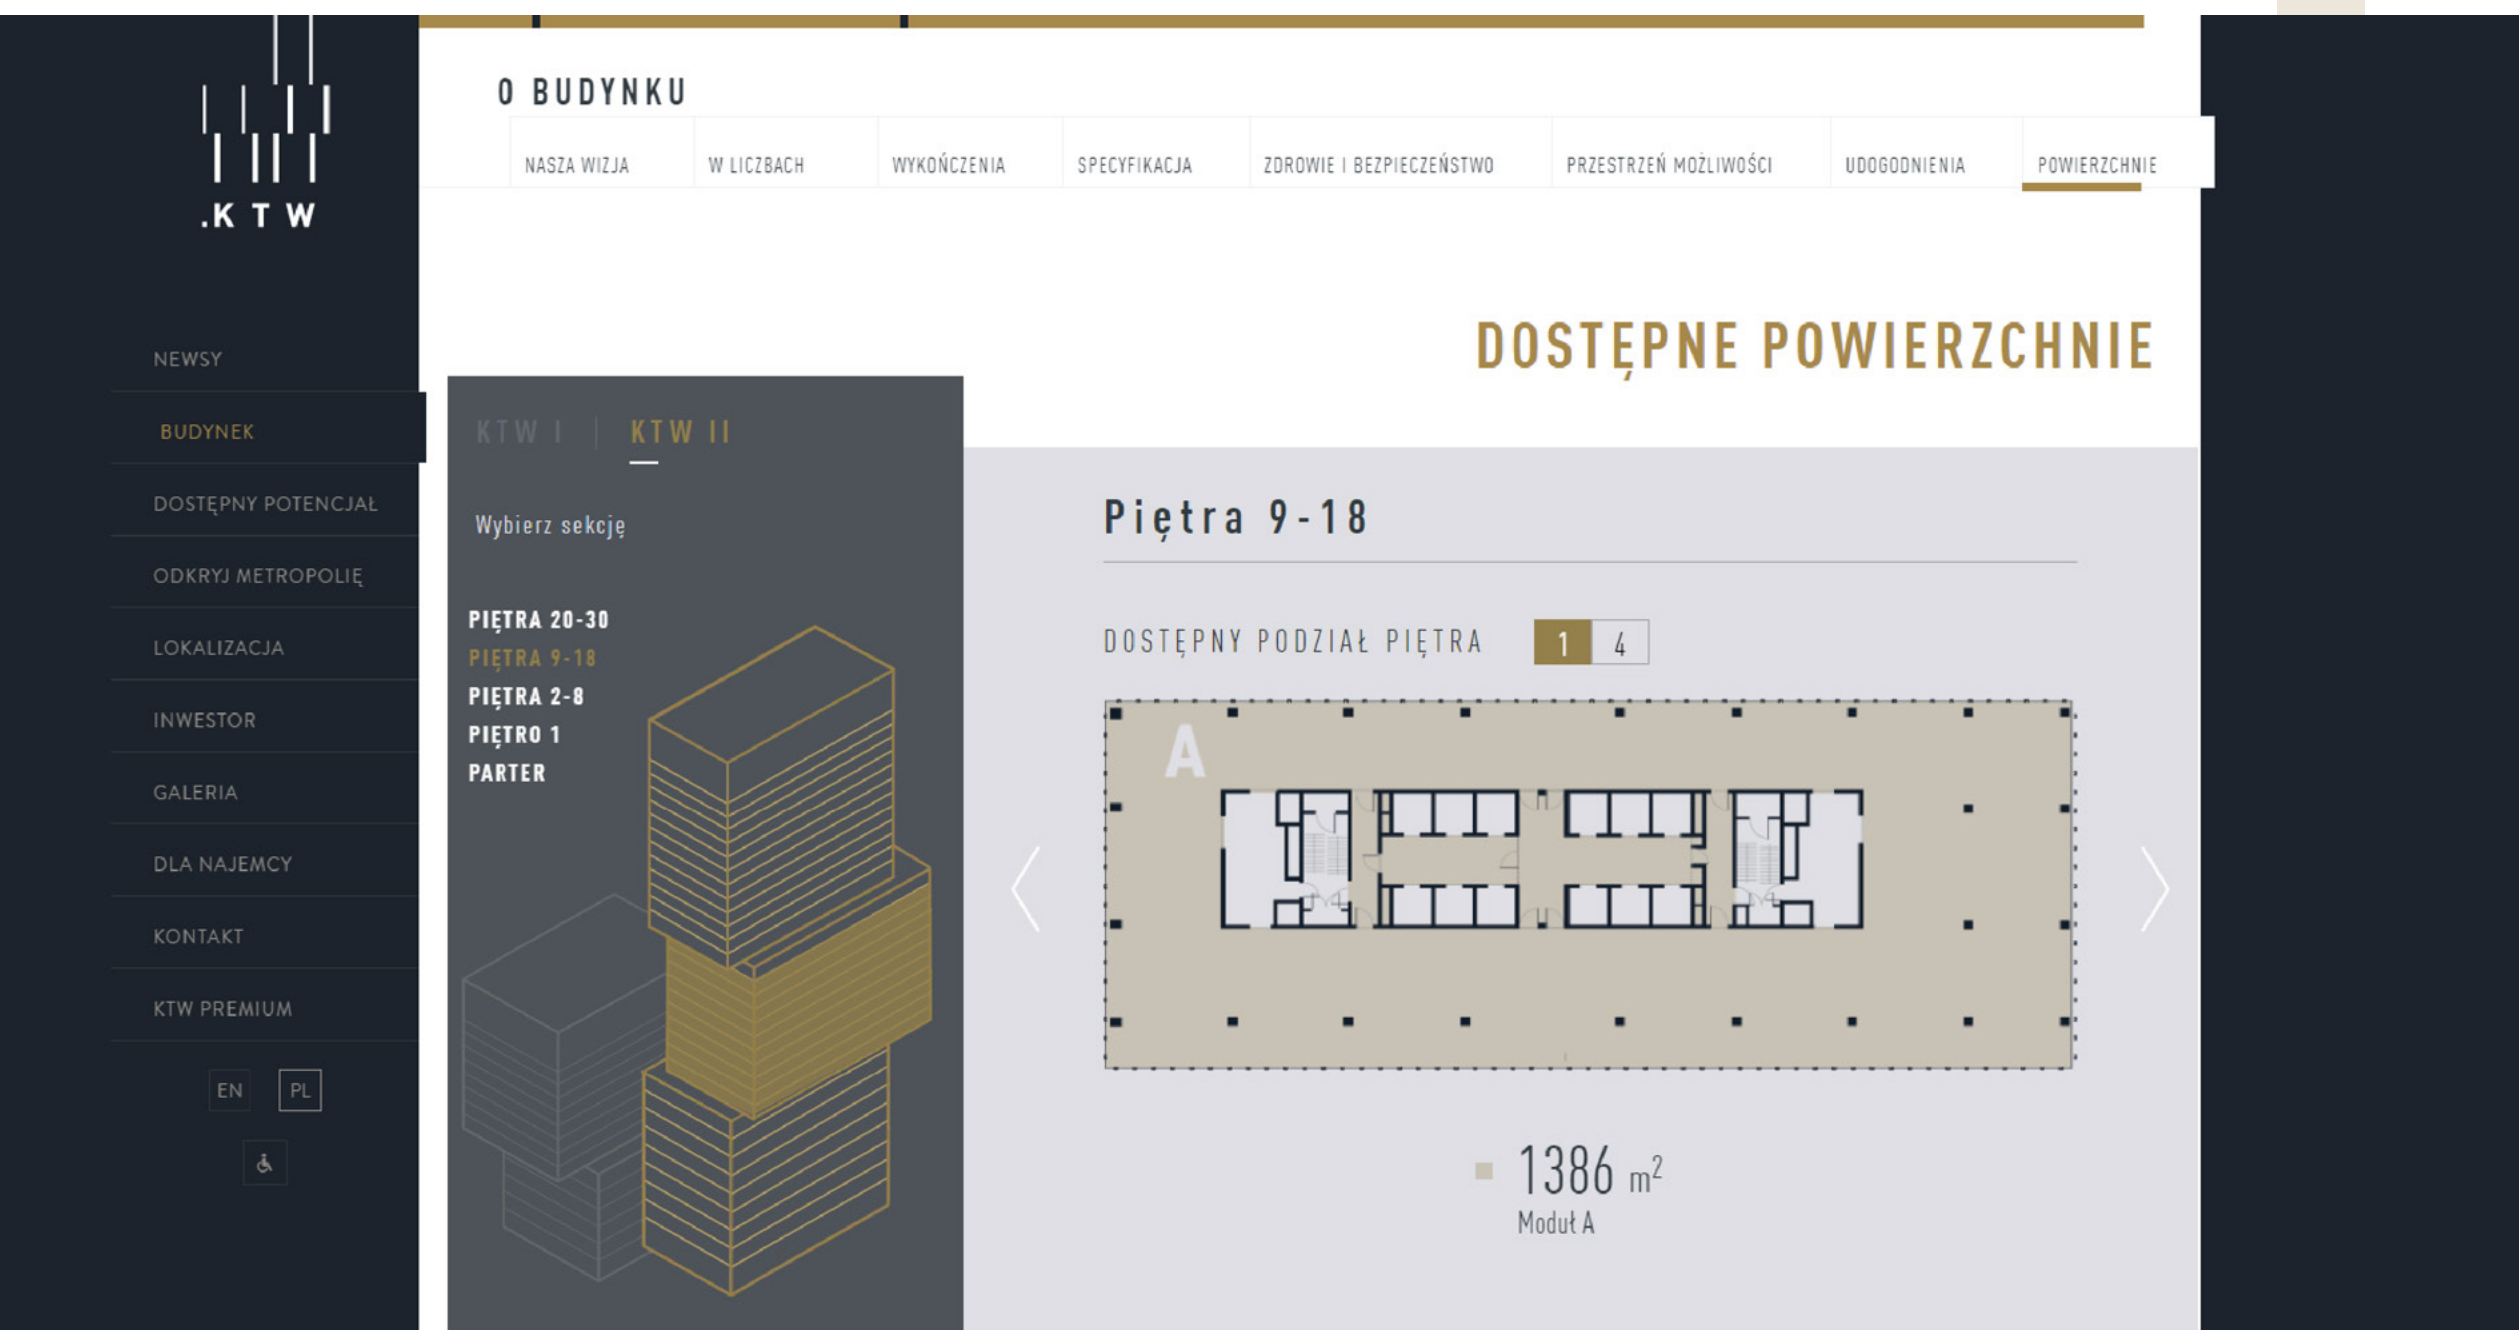 .KTW
NEWSY
BUDYNEK
DOSTĘPNY POTENCJAŁ
ODKRYJ METROPOLIĘ
LOKALIZACJA
INWESTOR
GALERIA
DLA NAJEMCY
KONTAKT
KTW PREMIUM
EN PL
O BUDYNKU
NASZA WIZJA W LICZBACH WYKOŃCZENIA SPECYFIKACJA ZDROWIE I BEZPIECZEŃSTWO PRZESTRZEŃ MOŻLIWOŚCI UDOGODNIENIA POWIERZCHNIE
DOSTĘPNE POWIERZCHNIE
KTW I | KTW II
Wybierz sekcję
PIĘTRA 20-30
PIĘTRA 9-18
PIĘTRA 2-8
PIĘTRO 1
PARTER
Piętra 9-18
DOSTĘPNY PODZIAŁ PIĘTRA 1 4
A
1386 m²
Moduł A